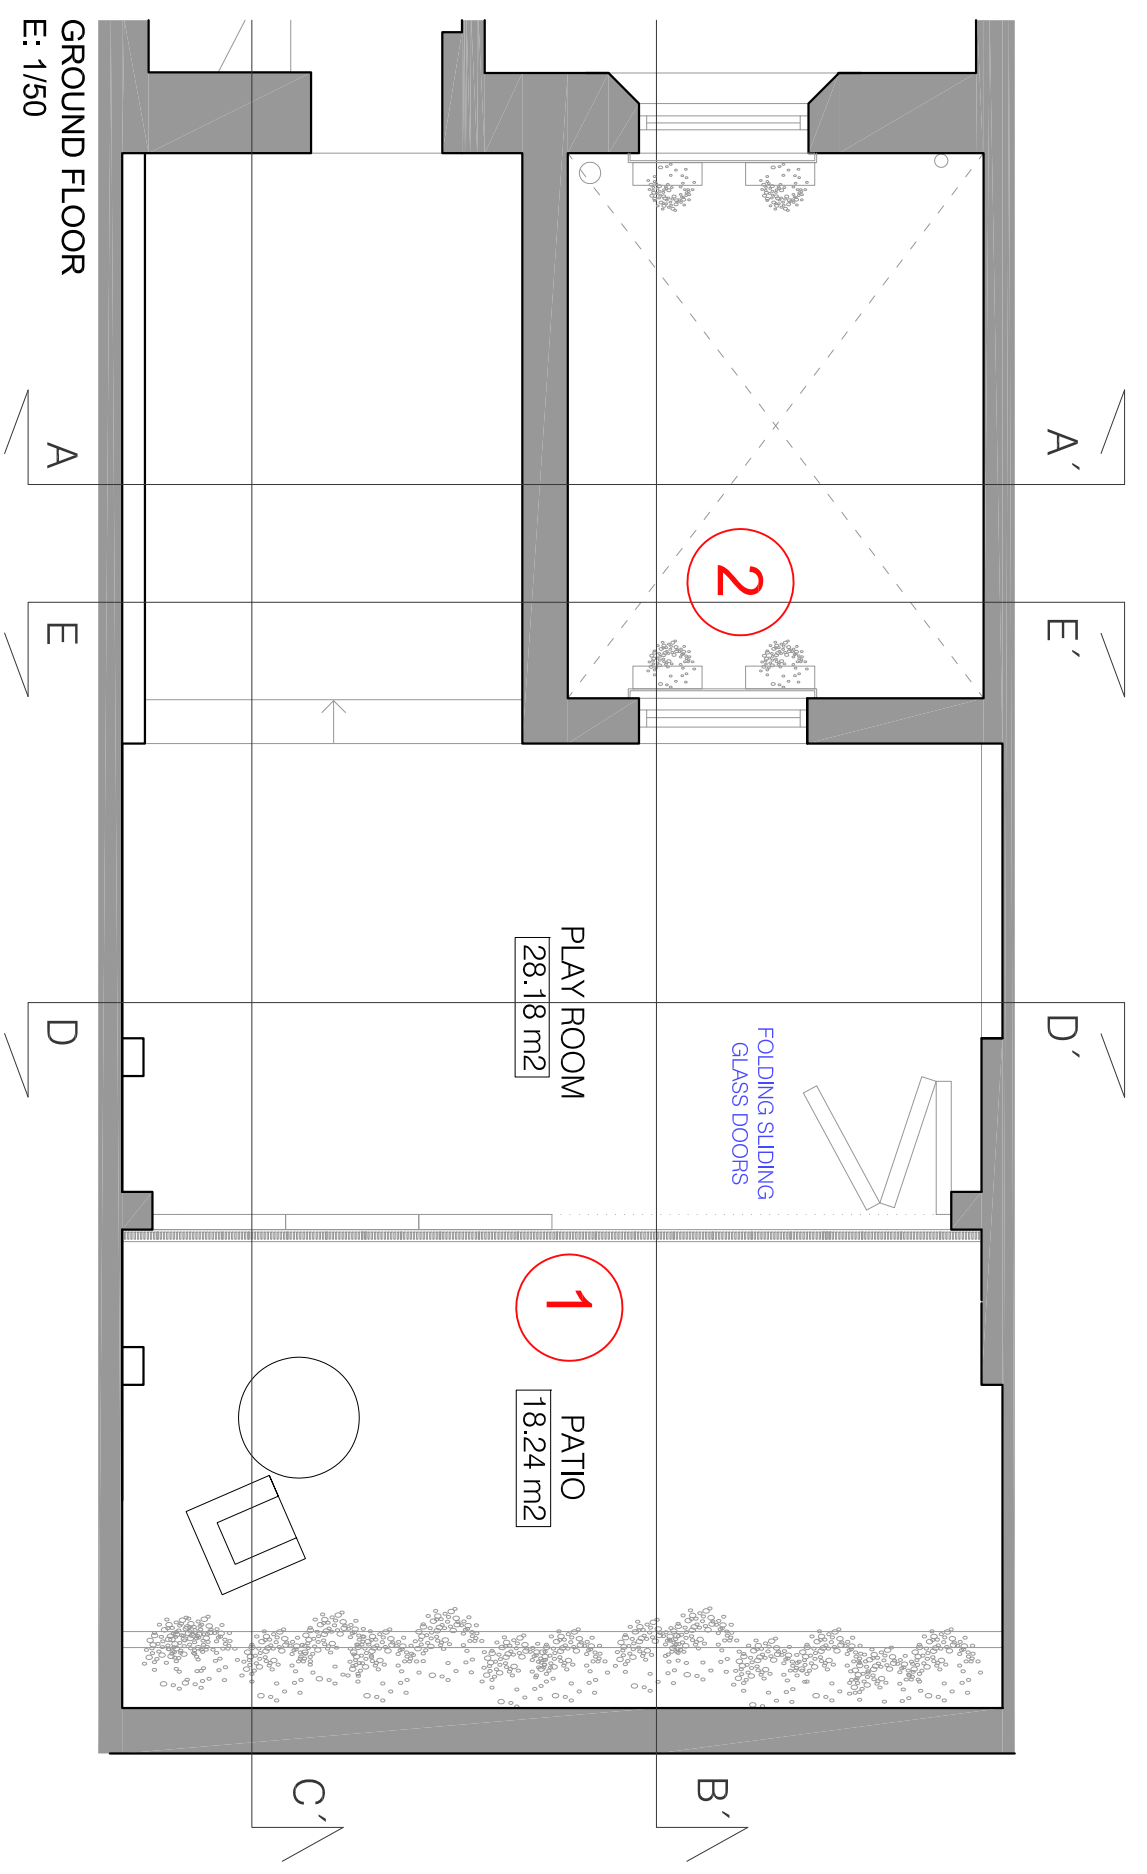 A´
E´
D´
2
FOLDING SLIDING
GLASS DOORS
B´
PLAY ROOM
28.18 m2
1
PATIO
18.24 m2
C´
GROUND FLOOR
E: 1/50
A
E
D